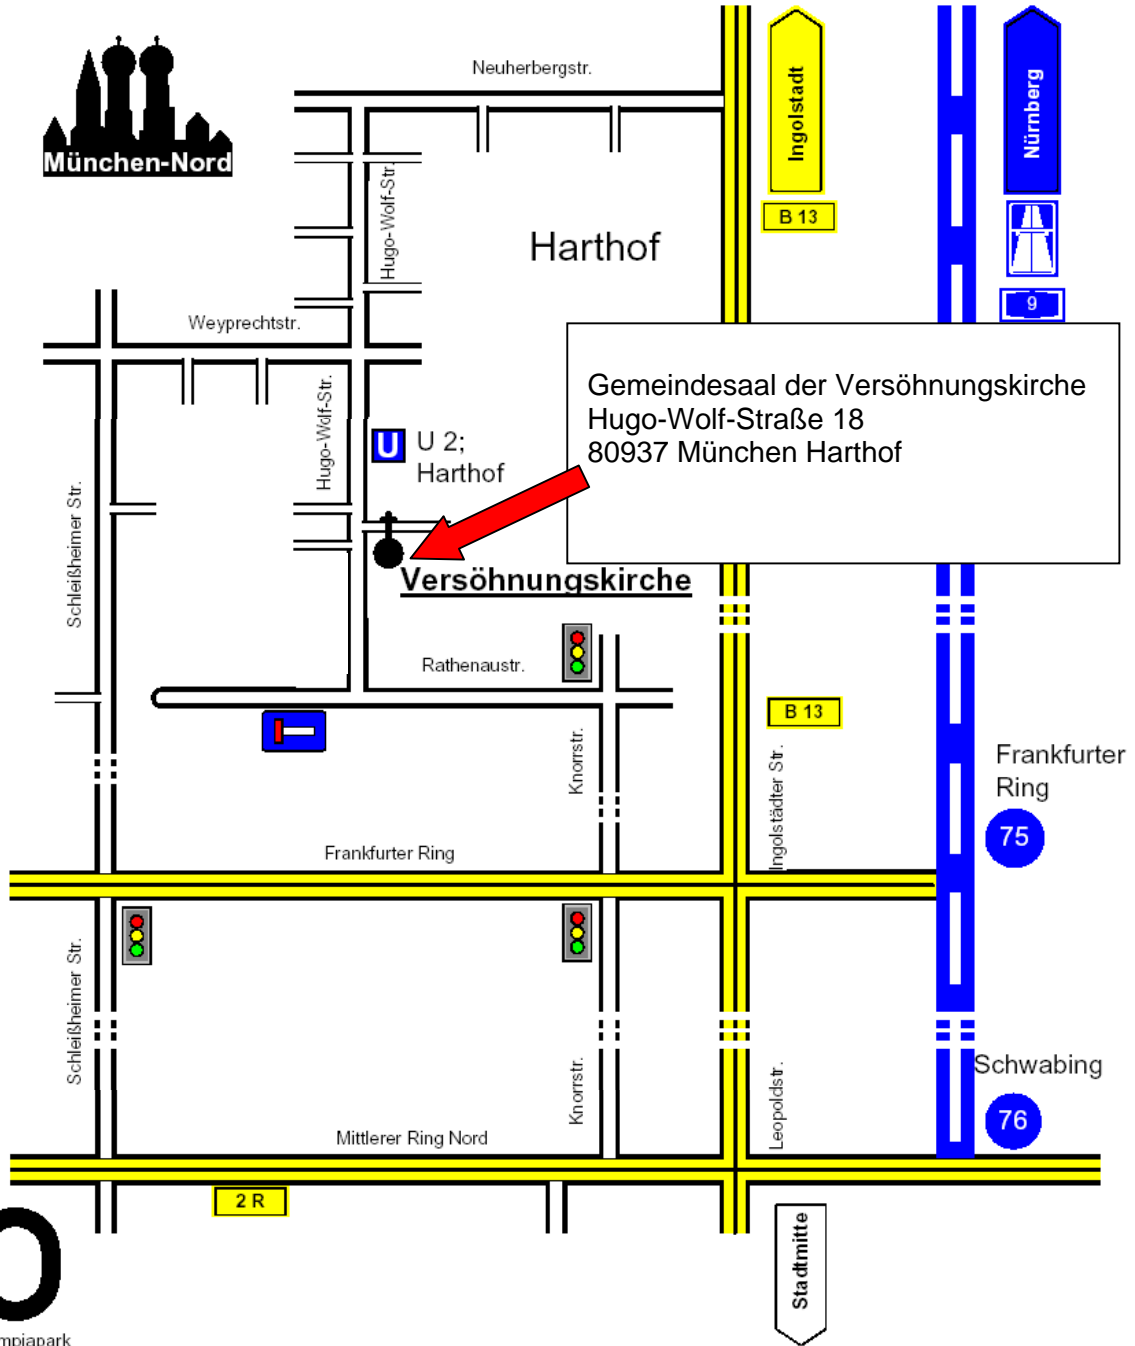 München-Nord
Neuherbergstr.
Ingolstadt
Nürnberg
B 13
Hugo-Wolf-Str.
Harthof
9
Weyprechtstr.
Gemeindesaal der Versöhnungskirche
Hugo-Wolf-Straße 18
80937 München Harthof
Hugo-Wolf-Str.
U
U 2;
Harthof
Schleißheimer Str.
Versöhnungskirche
Rathenaustr.
B 13
Knorrstr.
Ingolstädter Str.
Frankfurter
Ring
75
Frankfurter Ring
Schleißheimer Str.
Knorrstr.
Leopoldstr.
Schwabing
76
Mittlerer Ring Nord
2 R
Stadtmitte
mpiapark